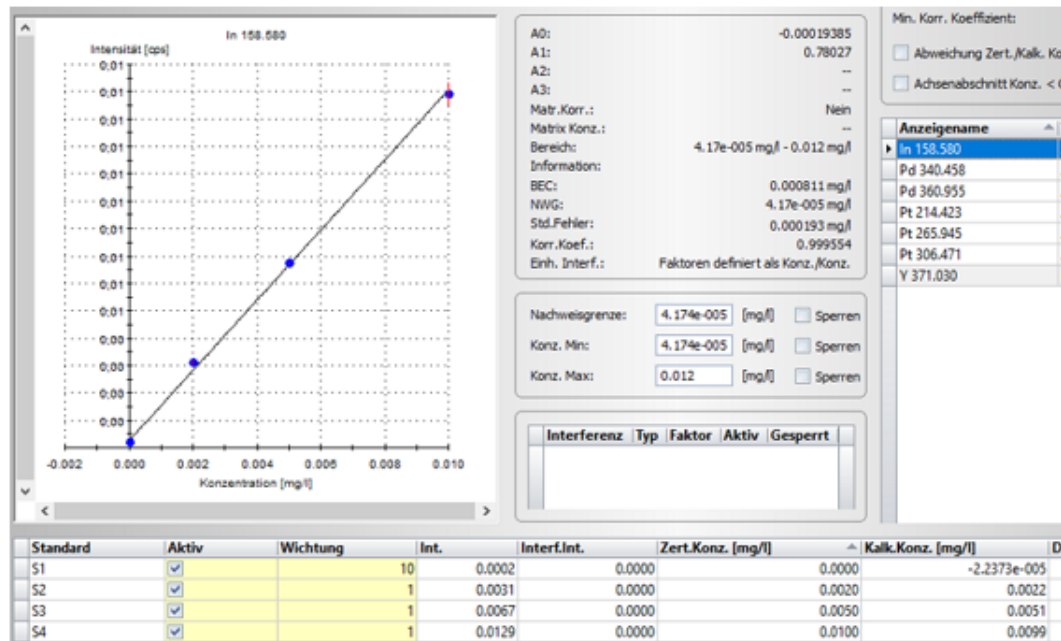 In 158.580
Intensität [cps]
0,01
0,01
0,01
0,01
0,01
0,01
0,01
0,01
0,01
0,01
0,00
0,00
0,00
0,00
-0.002 0.000 0.002 0.004 0.006 0.008 0.010
Konzentration [mg/l]
A0: -0.00019385
A1: 0.78027
A2: --
A3: --
Matr.Korr.: Nein
Matrix Konz.: --
Bereich: 4.17e-005 mg/l - 0.012 mg/l
Information:
BEC: 0.000811 mg/l
NWG: 4.17e-005 mg/l
Std.Fehler: 0.000193 mg/l
Korr.Koef.: 0.999554
Einh. Interf.: Faktoren definiert als Konz./Konz.
Nachweisgrenze: 4.174e-005 [mg/l] Sperren
Konz. Min: 4.174e-005 [mg/l] Sperren
Konz. Max: 0.012 [mg/l] Sperren
Interferenz Typ Faktor Aktiv Gesperrt
Min. Korr. Koeffizient:
Abweichung Zert./Kalk. Ko
Achsenabschnitt Konz. <
Anzeigename
In 158.580
Pd 340.458
Pd 360.955
Pt 214.423
Pt 265.945
Pt 306.471
Y 371.030
Standard Aktiv Wichtung Int. Interf.Int. Zert.Konz. [mg/l] Kalk.Konz. [mg/l] D
S1 10 0.0002 0.0000 0.0000 -2.2373e-005
S2 1 0.0031 0.0000 0.0020 0.0022
S3 1 0.0067 0.0000 0.0050 0.0051
S4 1 0.0129 0.0000 0.0100 0.0099